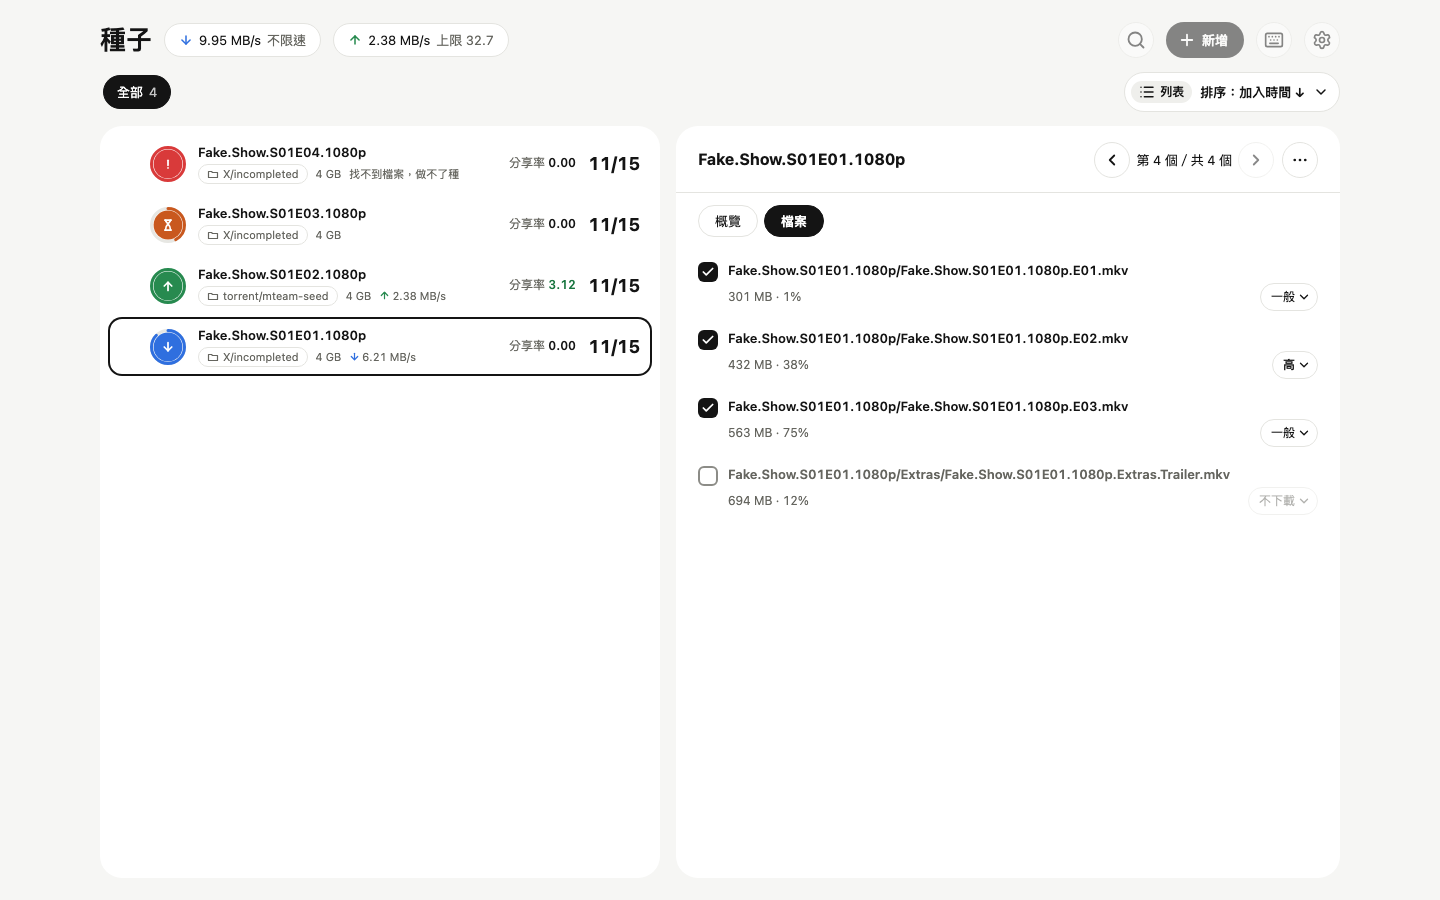 種子
9.95 MB/s 不限速
2.38 MB/s 上限 32.7
新增
全部 4
列表
排序：加入時間
Fake.Show.S01E04.1080p
X/incompleted 4 GB 找不到檔案，做不了種
分享率 0.00
11/15
Fake.Show.S01E03.1080p
X/incompleted 4 GB
分享率 0.00
11/15
Fake.Show.S01E02.1080p
torrent/mteam-seed 4 GB 2.38 MB/s
分享率 3.12
11/15
Fake.Show.S01E01.1080p
X/incompleted 4 GB 6.21 MB/s
分享率 0.00
11/15
Fake.Show.S01E01.1080p
第 4 個 / 共 4 個
概覽
檔案
Fake.Show.S01E01.1080p/Fake.Show.S01E01.1080p.E01.mkv
301 MB · 1%
一般
Fake.Show.S01E01.1080p/Fake.Show.S01E01.1080p.E02.mkv
432 MB · 38%
高
Fake.Show.S01E01.1080p/Fake.Show.S01E01.1080p.E03.mkv
563 MB · 75%
一般
Fake.Show.S01E01.1080p/Extras/Fake.Show.S01E01.1080p.Extras.Trailer.mkv
694 MB · 12%
不下載